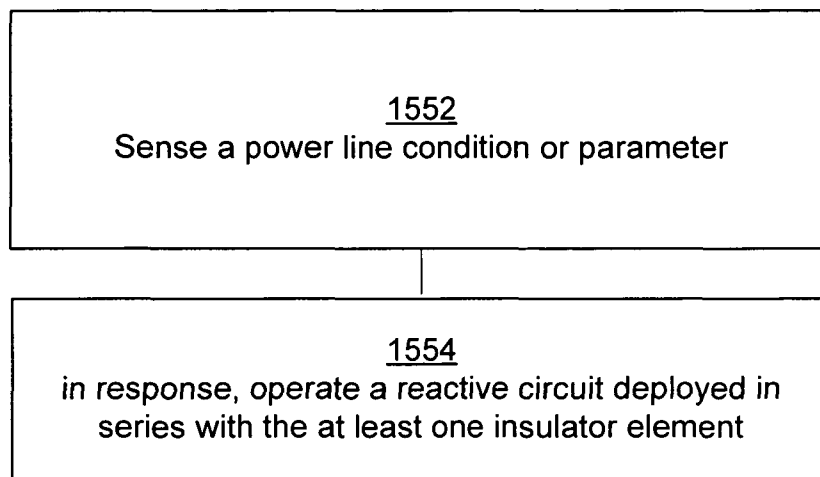 1552
Sense a power line condition or parameter
1554
in response, operate a reactive circuit deployed in
series with the at least one insulator element